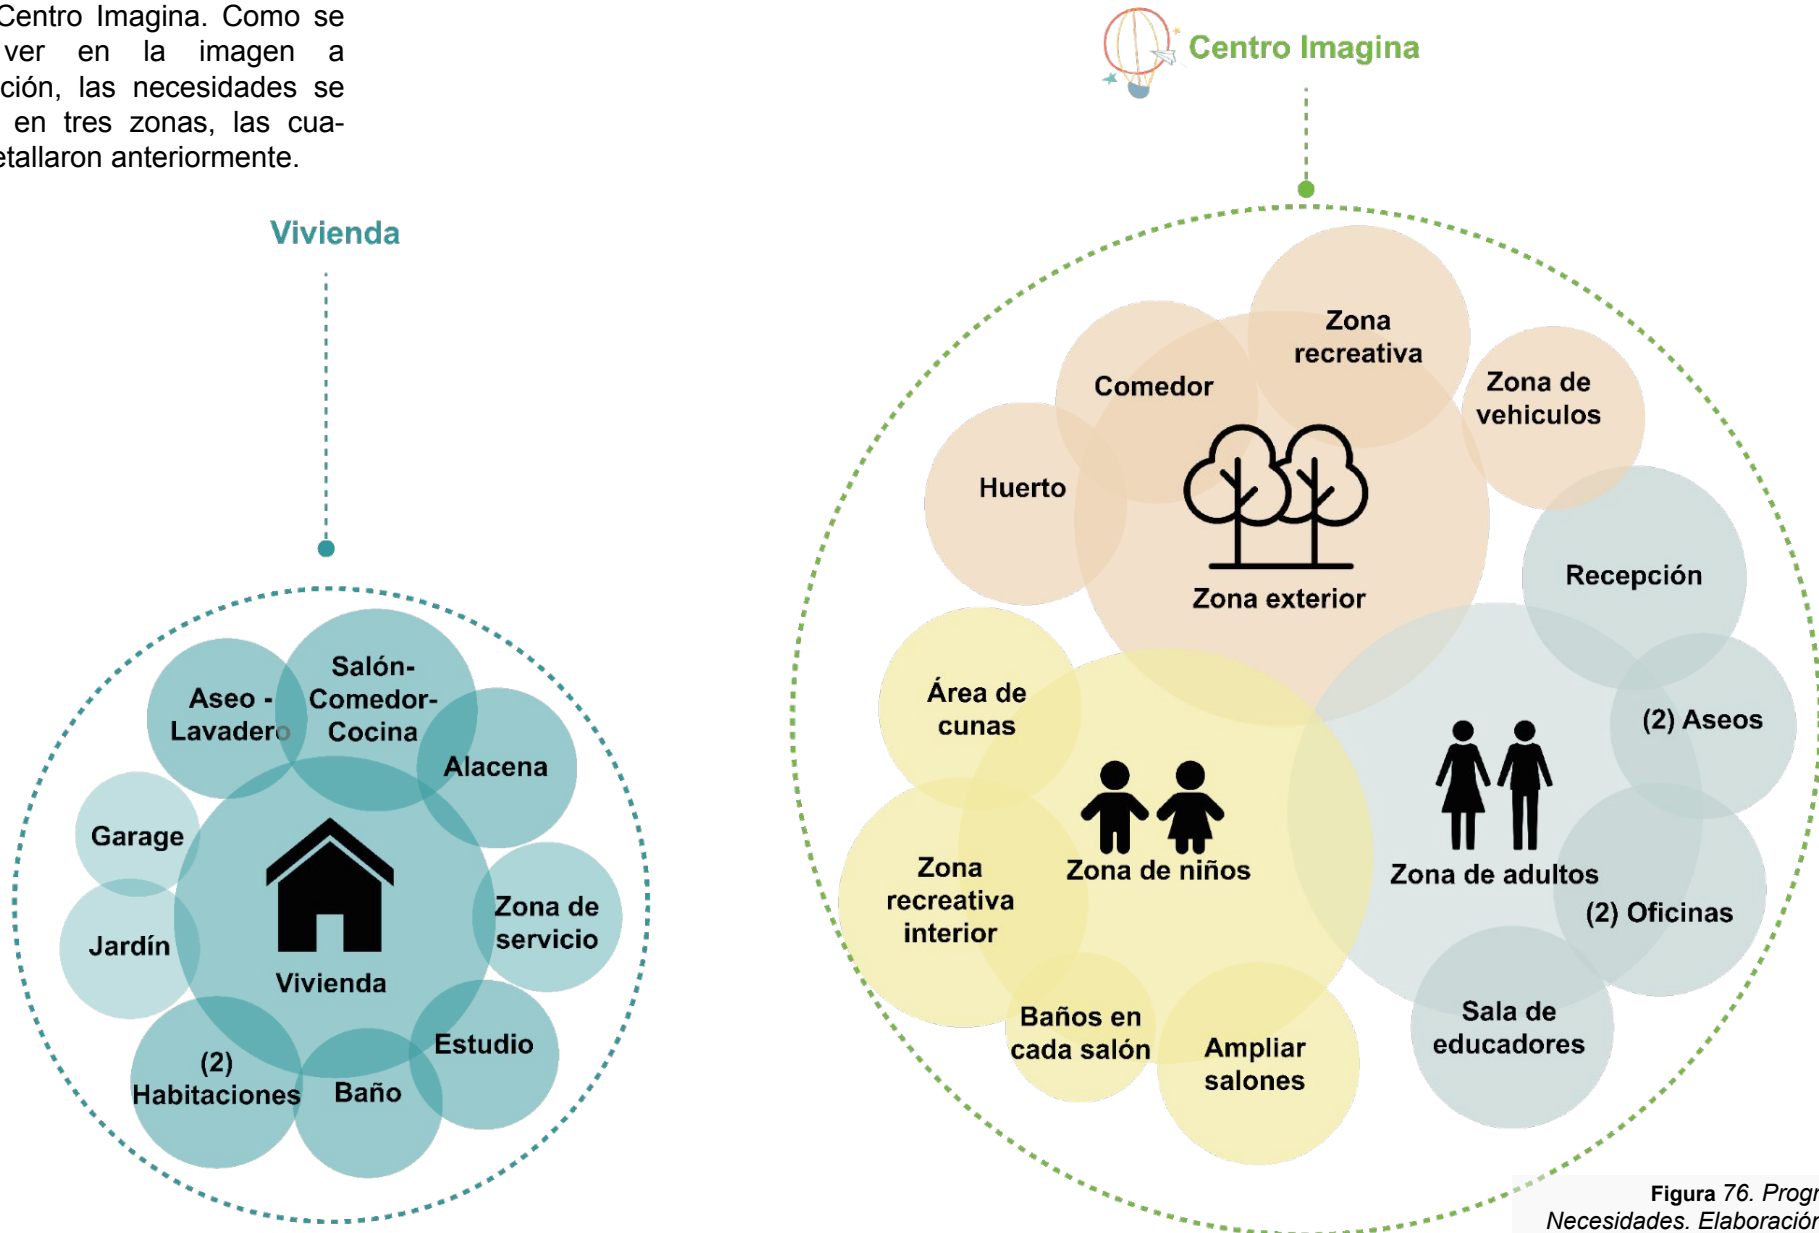 Centro Imagina. Como se
ver en la imagen a
ción, las necesidades se
en tres zonas, las cua-
etallaron anteriormente.
Vivienda
Aseo -
Lavadero
Salón-
Comedor-
Cocina
Alacena
Garage
Jardín
Vivienda
Zona de
servicio
(2)
Habitaciones
Baño
Estudio
Centro Imagina
Zona
recreativa
Comedor
Zona de
vehiculos
Huerto
Zona exterior
Recepción
Área de
cunas
(2) Aseos
Zona
recreativa
interior
Zona de niños
Zona de adultos
(2) Oficinas
Baños en
cada salón
Ampliar
salones
Sala de
educadores
Figura 76. Progr
Necesidades. Elaboración